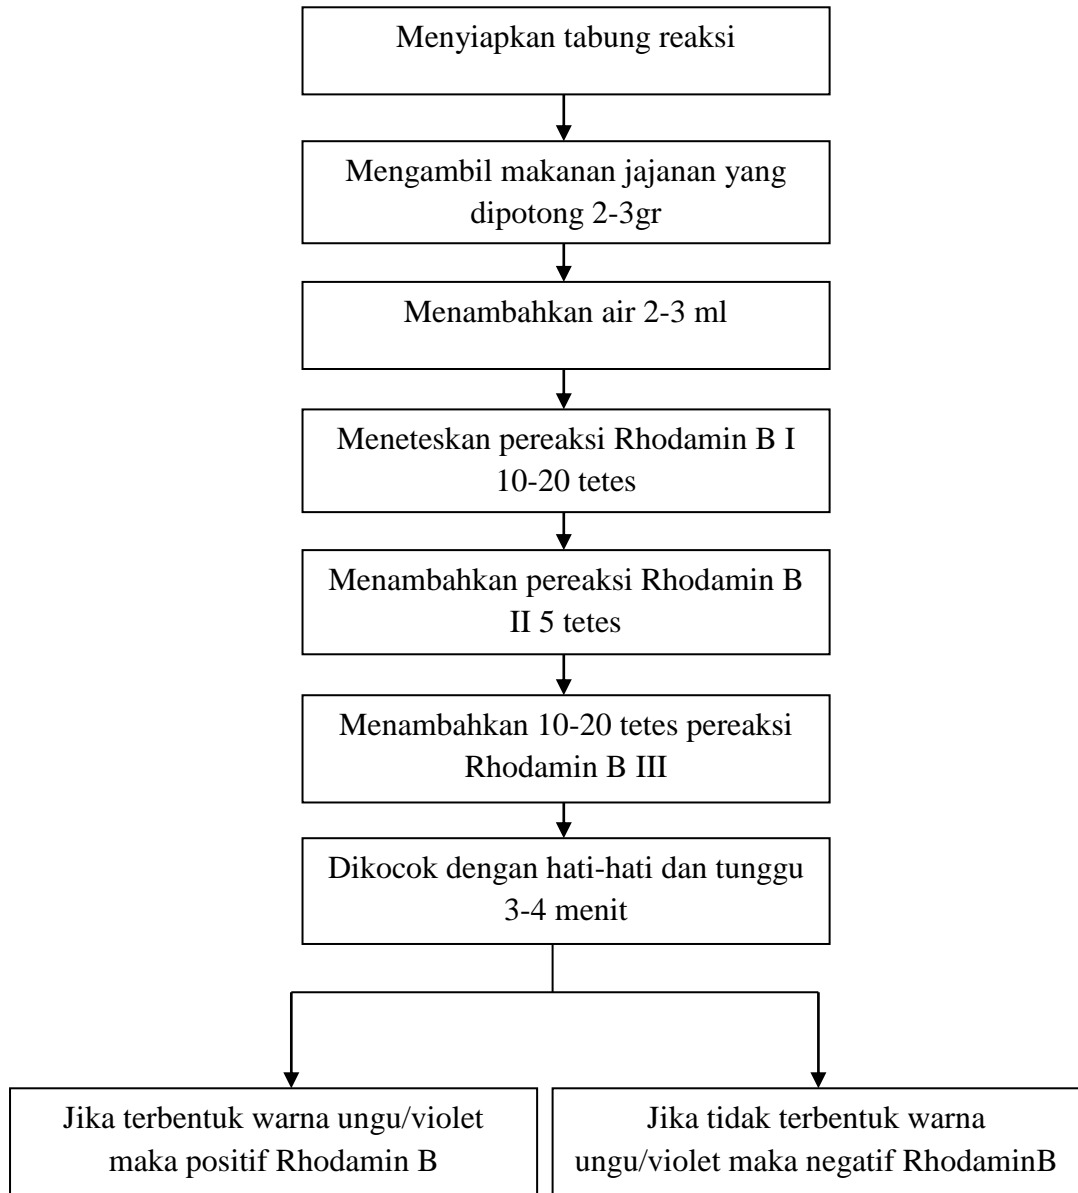 Menyiapkan tabung reaksi
Mengambil makanan jajanan yang
dipotong 2-3gr
Menambahkan air 2-3 ml
Meneteskan pereaksi Rhodamin B I
10-20 tetes
Menambahkan pereaksi Rhodamin B
II 5 tetes
Menambahkan 10-20 tetes pereaksi
Rhodamin B III
Dikocok dengan hati-hati dan tunggu
3-4 menit
Jika terbentuk warna ungu/violet
maka positif Rhodamin B
Jika tidak terbentuk warna
ungu/violet maka negatif RhodaminB